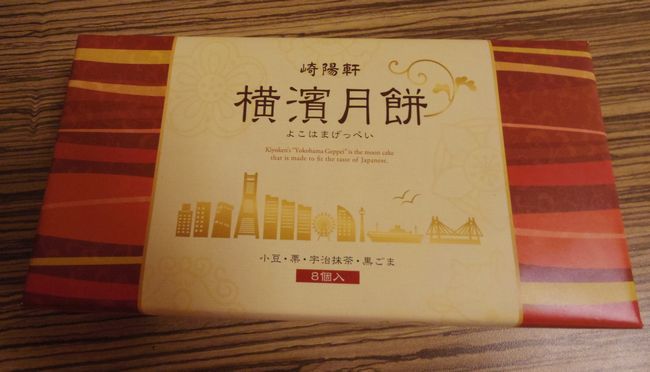 崎陽軒
横濱月餅
よこはまげっぺい
Kiyoken's "Yokohama Geppei" is the moon cake
that is made to fit the taste of Japanese.
小豆・栗・宇治抹茶・黒ごま
8個入